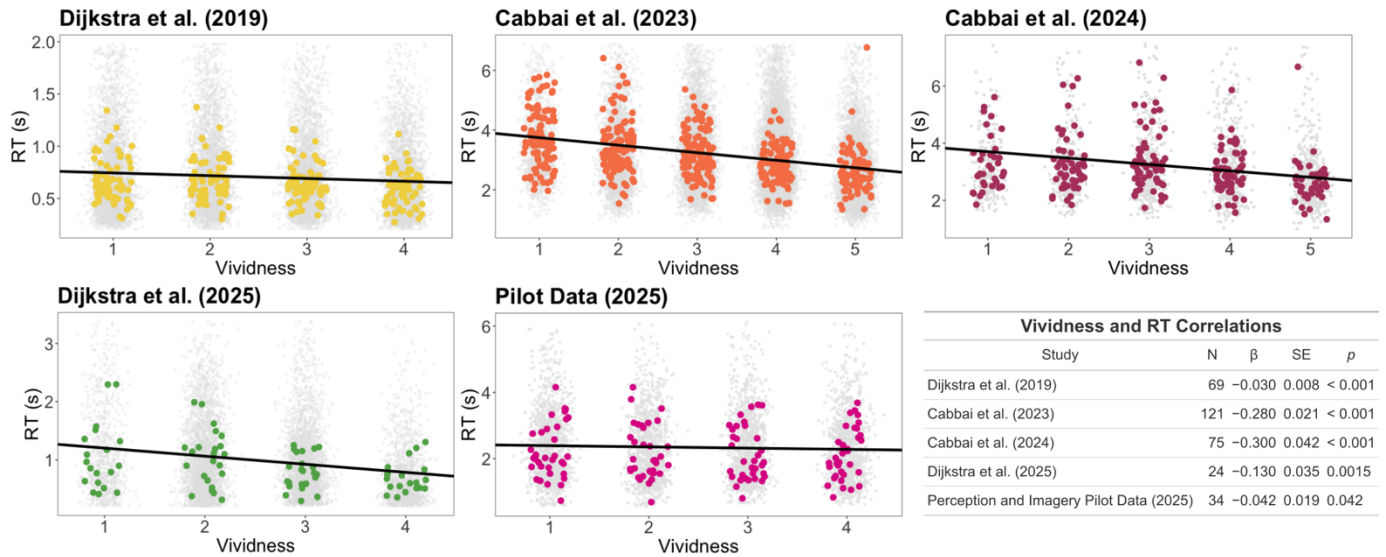 Dijkstra et al. (2019)
2.0
1.5
1.0
0.5
RT (s)
1 2 3 4
Vividness
Cabbai et al. (2023)
6
4
2
RT (s)
1 2 3 4 5
Vividness
Cabbai et al. (2024)
6
4
2
RT (s)
1 2 3 4 5
Vividness
Dijkstra et al. (2025)
3
2
1
RT (s)
1 2 3 4
Vividness
Pilot Data (2025)
6
4
2
RT (s)
1 2 3 4
Vividness
Vividness and RT Correlations
Study N β SE p
Dijkstra et al. (2019) 69 −0.030 0.008 < 0.001
Cabbai et al. (2023) 121 −0.280 0.021 < 0.001
Cabbai et al. (2024) 75 −0.300 0.042 < 0.001
Dijkstra et al. (2025) 24 −0.130 0.035 0.0015
Perception and Imagery Pilot Data (2025) 34 −0.042 0.019 0.042